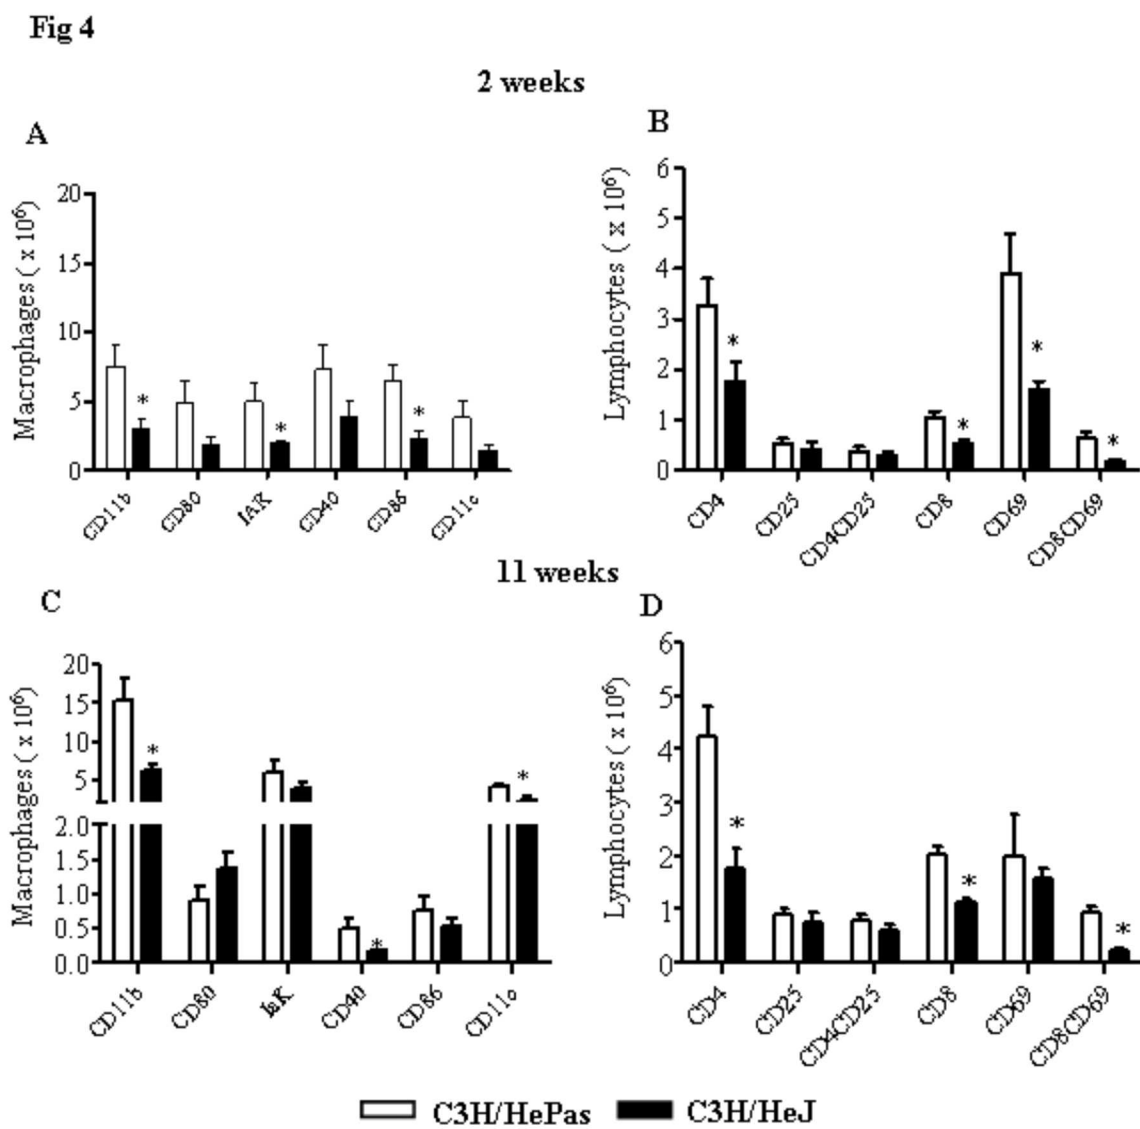 Fig 4
2 weeks
A
Macrophages ( x 10⁶)
20
15
10
5
0
CD11b
CD80
IAK
CD40
CD86
CD11c
B
Lymphocytes ( x 10⁶)
6
5
4
3
2
1
0
CD4
CD25
CD4CD25
CD8
CD69
CD8CD69
*
*
*
*
*
*
*
11 weeks
C
Macrophages ( x 10⁶)
20
15
10
5
2.0
1.5
1.0
0.5
0.0
CD11b
CD80
IaK
CD40
CD86
CD11c
*
*
*
D
Lymphocytes ( x 10⁶)
6
5
4
3
2
1
0
CD4
CD25
CD4CD25
CD8
CD69
CD8CD69
*
*
*
C3H/HePas
C3H/HeJ